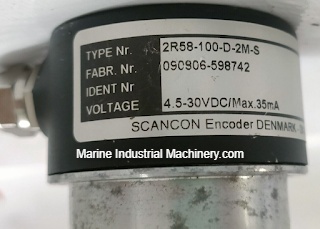 TYPE Nr. 2R58-100-D-2M-S
FABR. Nr. 090906-598742
IDENT Nr
VOLTAGE 4.5-30VDC/Max.35mA
SCANCON Encoder DENMARK
Marine Industrial Machinery.com